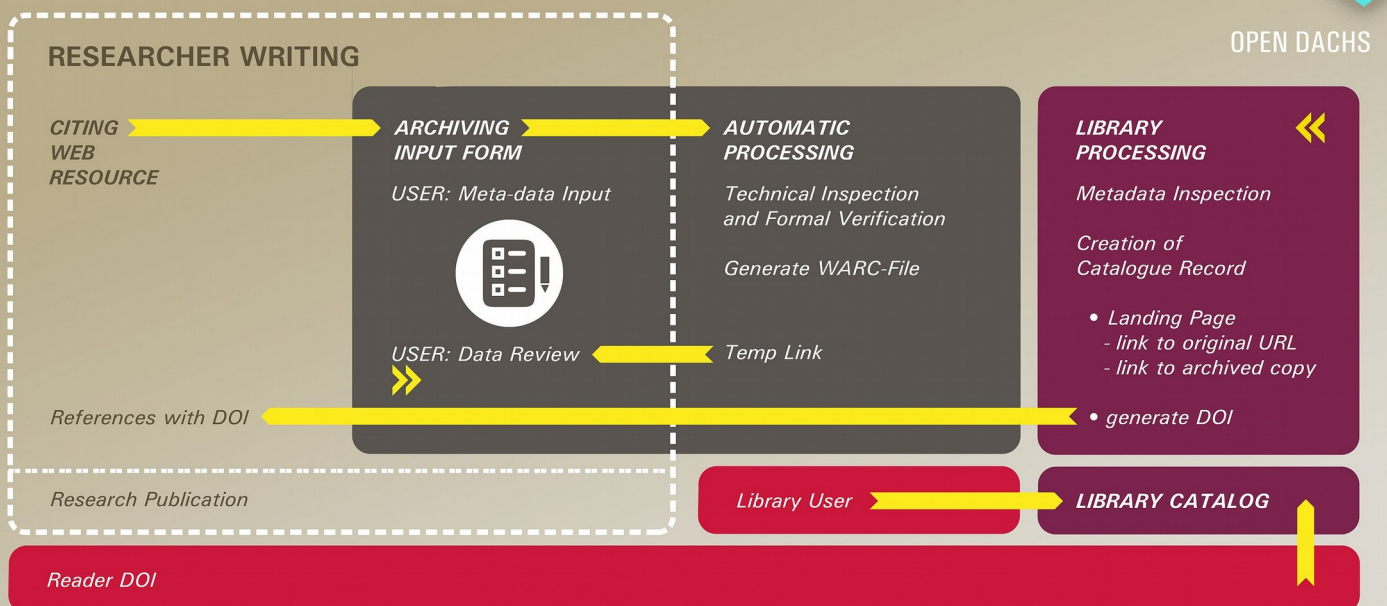 OPEN DACHS
RESEARCHER WRITING
CITING
WEB
RESOURCE
ARCHIVING
INPUT FORM
USER: Meta-data Input
USER: Data Review
AUTOMATIC
PROCESSING
Technical Inspection
and Formal Verification
Generate WARC-File
Temp Link
LIBRARY
PROCESSING
Metadata Inspection
Creation of
Catalogue Record
• Landing Page
- link to original URL
- link to archived copy
• generate DOI
References with DOI
Research Publication
Library User
LIBRARY CATALOG
Reader DOI